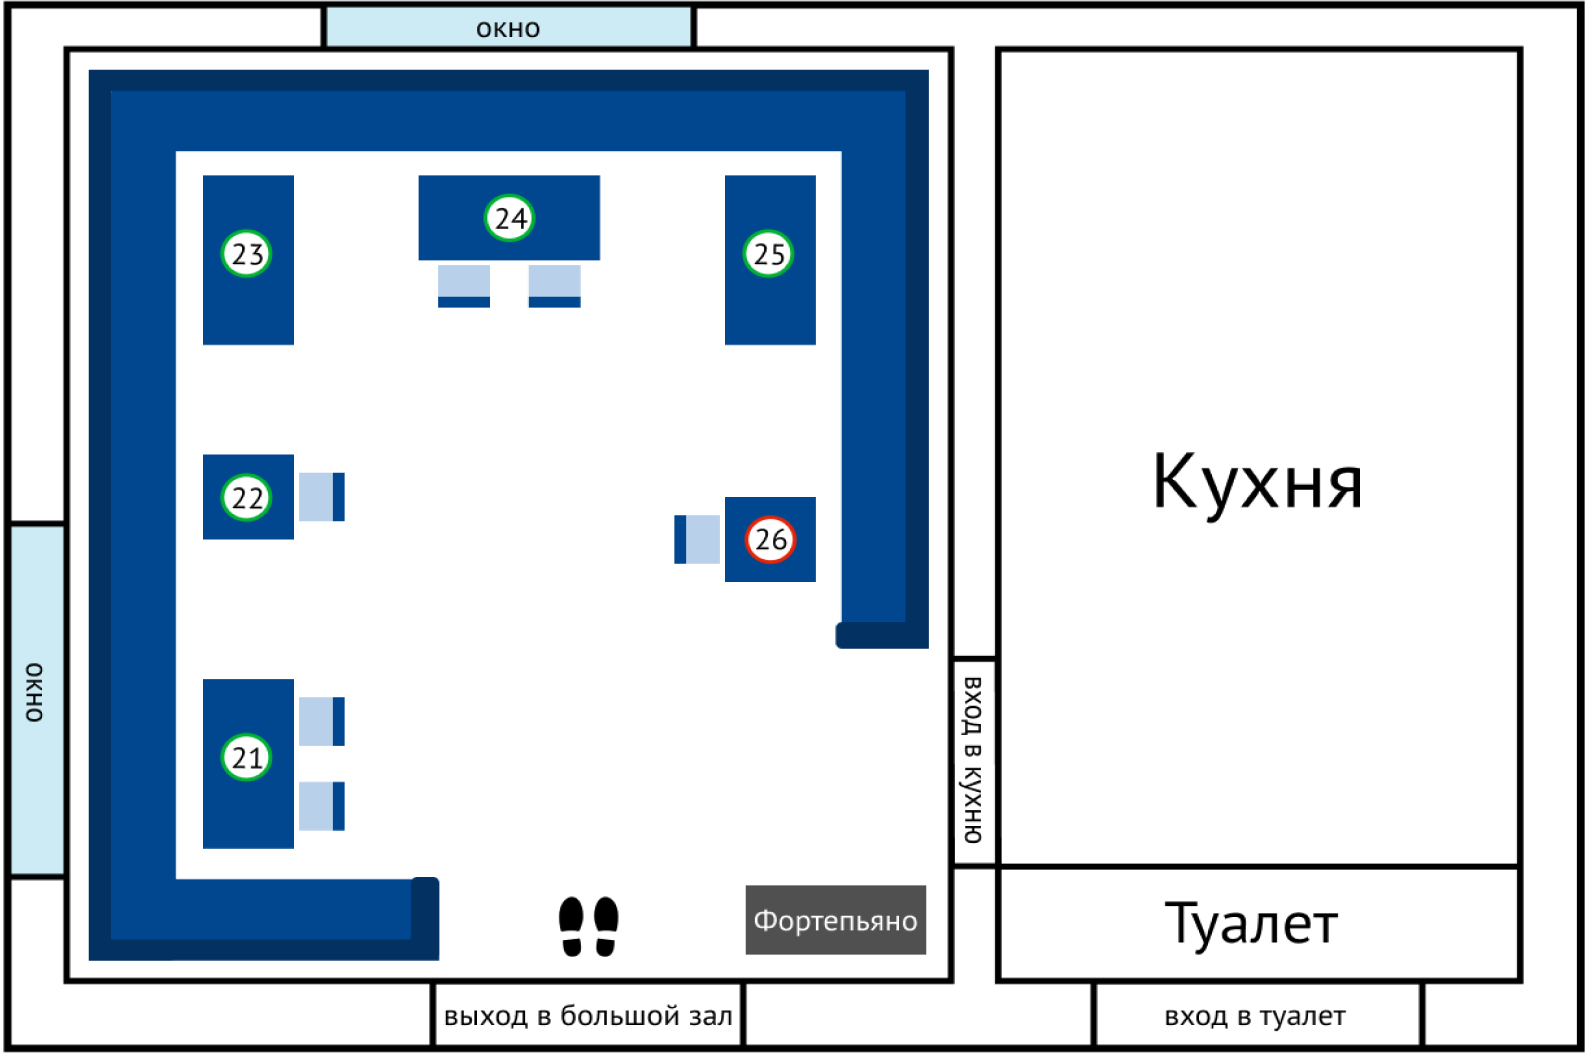 окно
24
23
25
Кухня
22
26
окно
вход в кухню
21
Фортепьяно
Туалет
выход в большой зал
вход в туалет